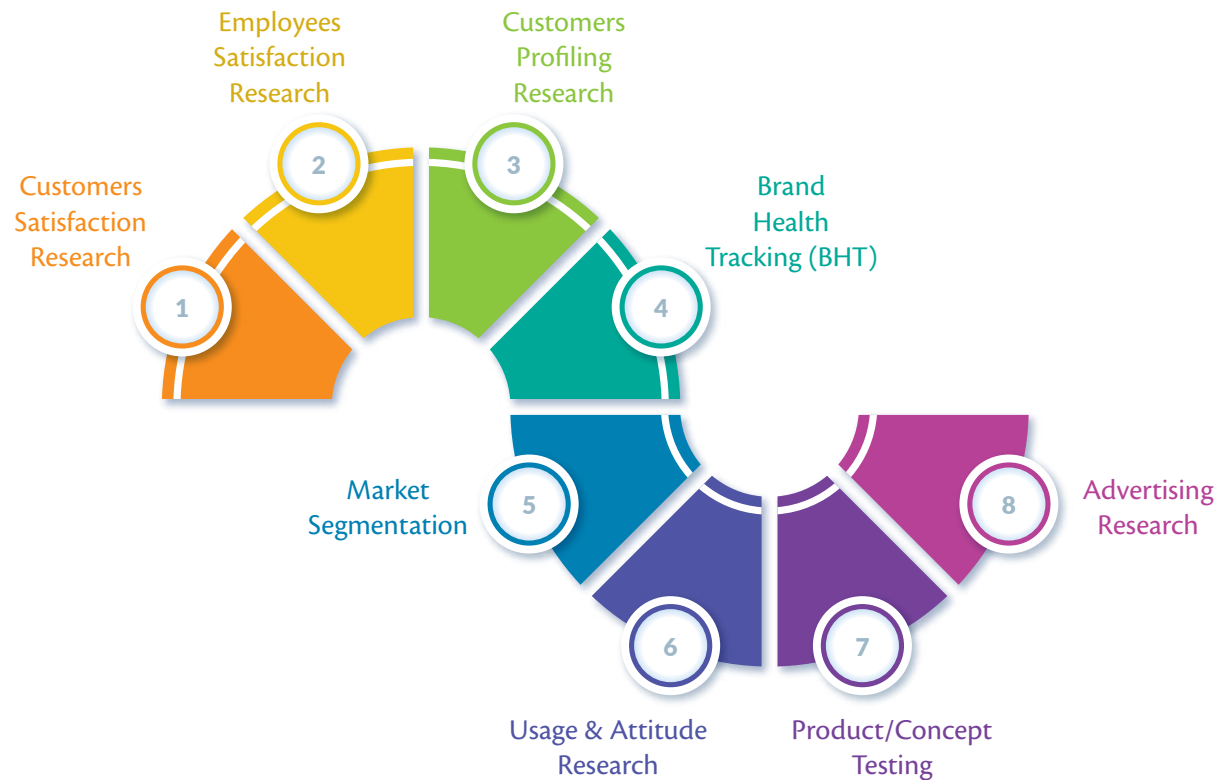 Customers
Satisfaction
Research
1
Employees
Satisfaction
Research
2
Customers
Profiling
Research
3
Brand
Health
Tracking (BHT)
4
Market
Segmentation
5
Usage & Attitude
Research
6
Product/Concept
Testing
7
Advertising
Research
8